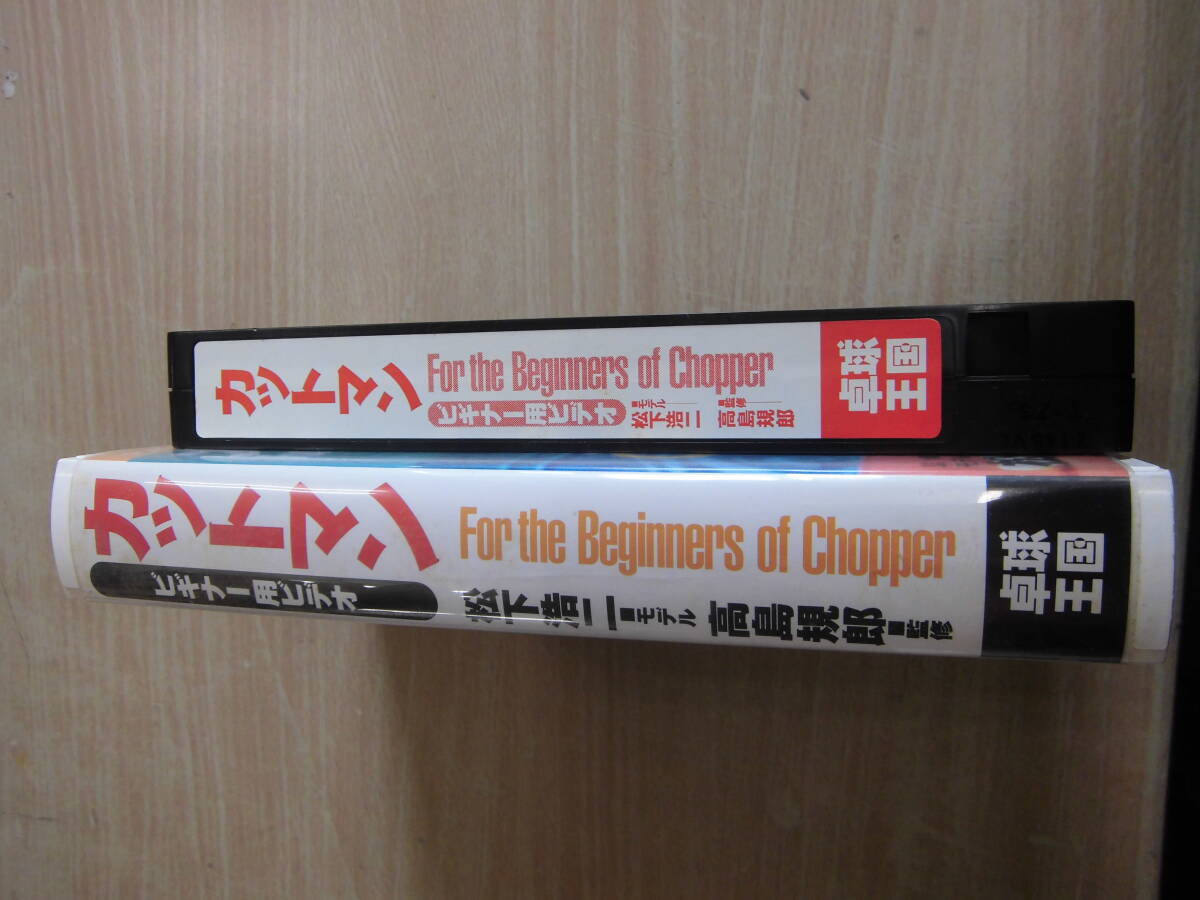 カットマン
For the Beginners of Chopper
ビギナー用ビデオ
■モデル
松下浩二
■監修
高島規郎
卓球
王国
カットマン
For the Beginners of Chopper
ビギナー用ビデオ
松下浩二■モデル 高島規郎■監修
卓球
王国